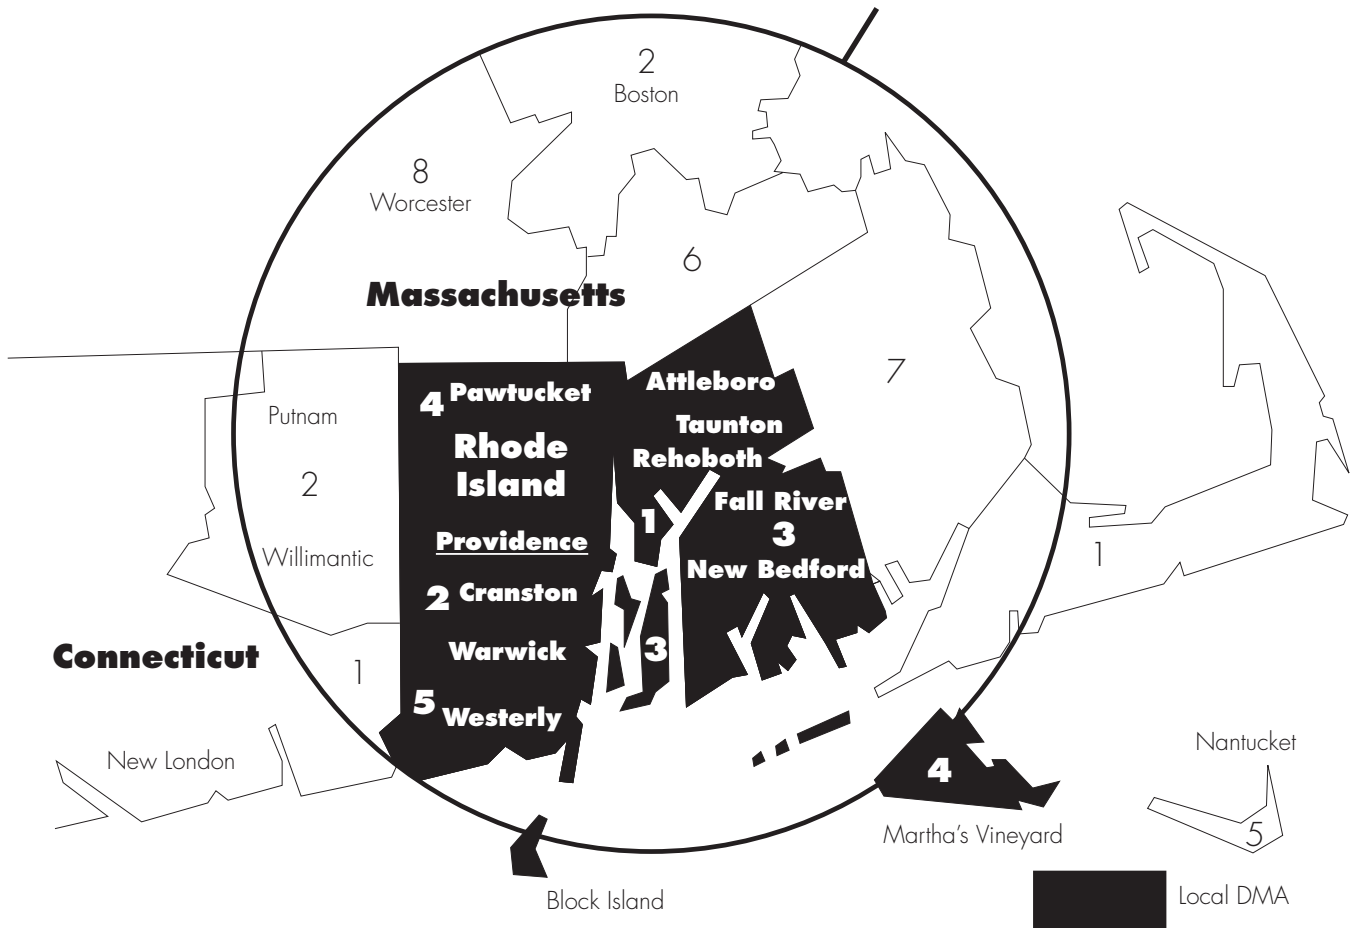 2
Boston
8
Worcester
6
Massachusetts
7
4 Pawtucket
Attleboro
Taunton
Rehoboth
Rhode
Island
Putnam
2
Willimantic
Fall River
3
New Bedford
1
Providence
2 Cranston
1
3
Warwick
Connecticut
1
5 Westerly
New London
4
Martha's Vineyard
Nantucket
5
Block Island
Local DMA